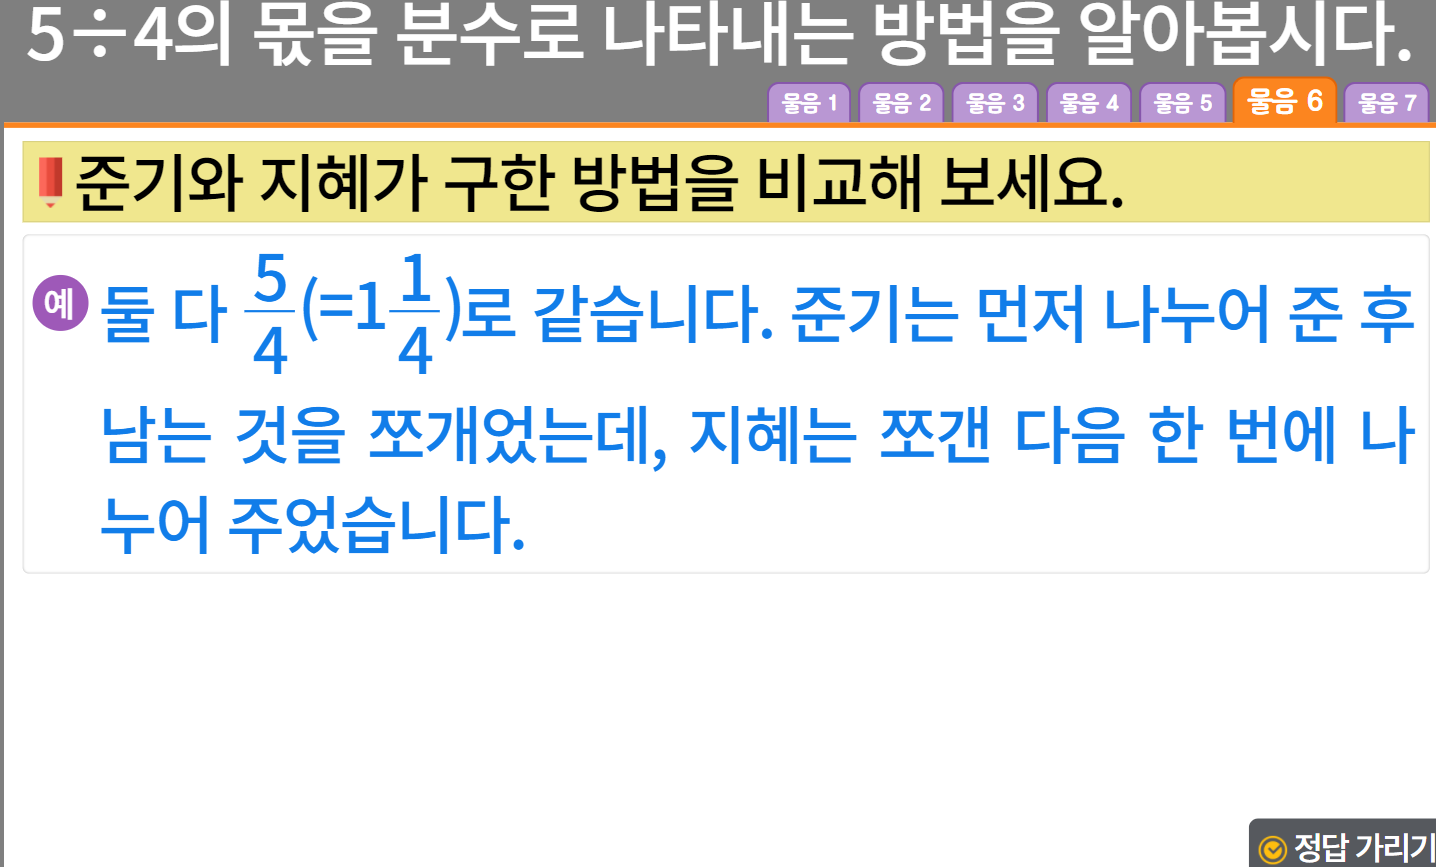 5÷4의 몫을 분수로 나타내는 방법을 알아봅시다.
물음 1 물음 2 물음 3 물음 4 물음 5 물음 6 물음 7
준기와 지혜가 구한 방법을 비교해 보세요.
예 둘 다 5/4(=1 1/4)로 같습니다. 준기는 먼저 나누어 준 후
남는 것을 쪼개었는데, 지혜는 쪼갠 다음 한 번에 나
누어 주었습니다.
정답 가리기